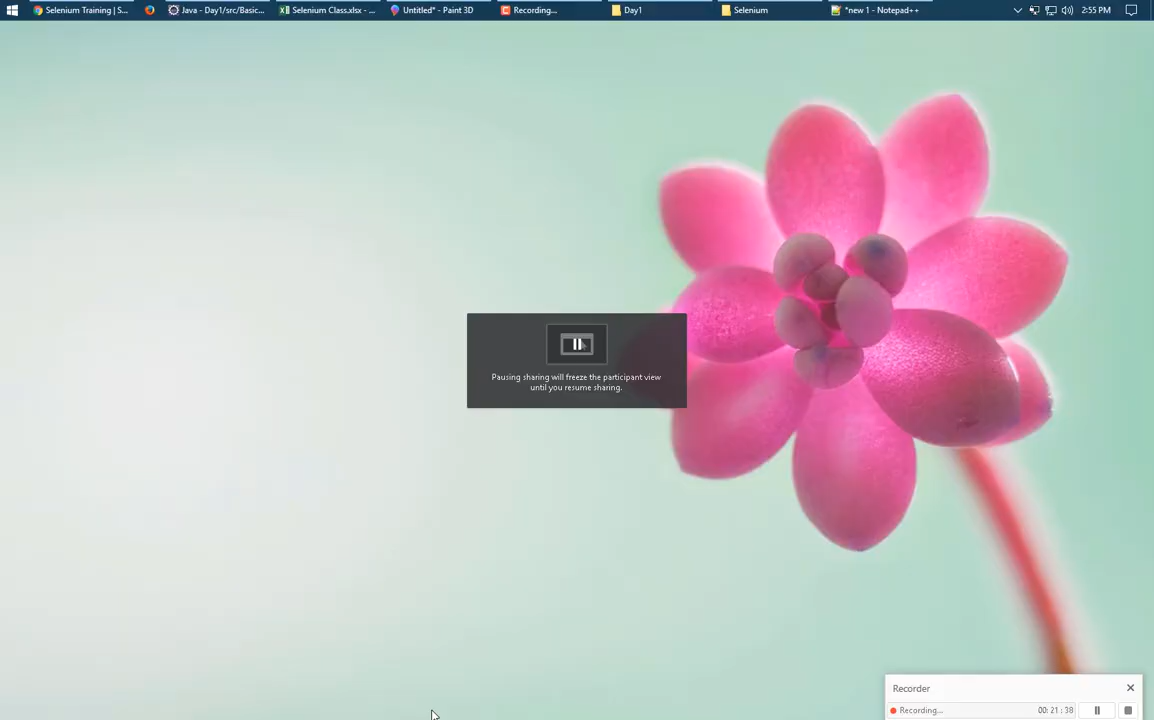 Selenium Training | S...
Java - Day1/src/Basic...
Selenium Class.xlsx - ...
Untitled* - Paint 3D
Recording...
Day1
Selenium
*new 1 - Notepad++
2:55 PM
Pausing sharing will freeze the participant view
until you resume sharing.
Recorder
Recording...
00: 21 : 38